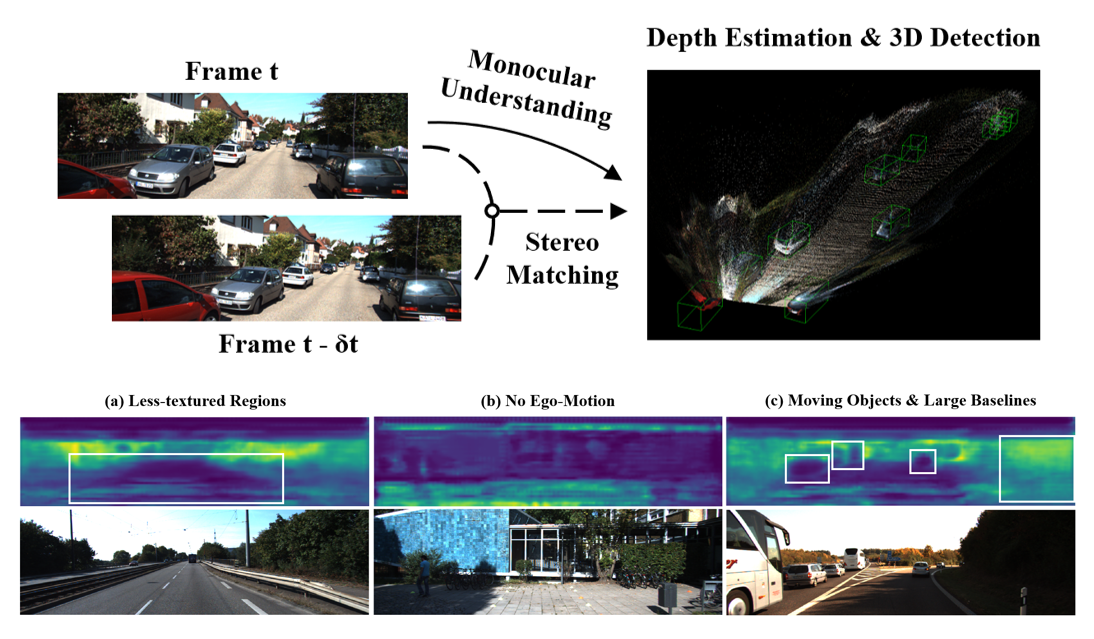 Depth Estimation & 3D Detection
Frame t
Monocular
Understanding
Stereo
Matching
Frame t - δt
(a) Less-textured Regions
(b) No Ego-Motion
(c) Moving Objects & Large Baselines